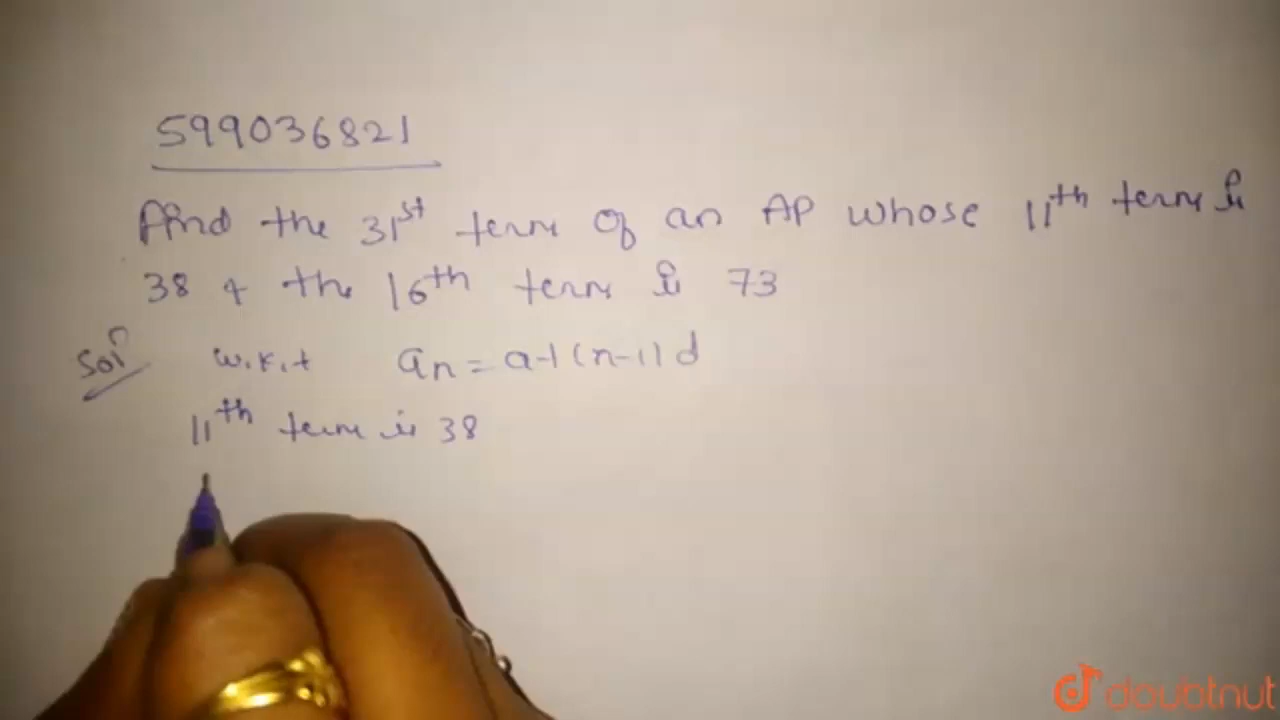 599036821
Find the 31st term of an AP whose 11th term is
38 & the 16th term is 73
Soln w.k.t an = a+(n-1)d
11th term is 38
doubtnut